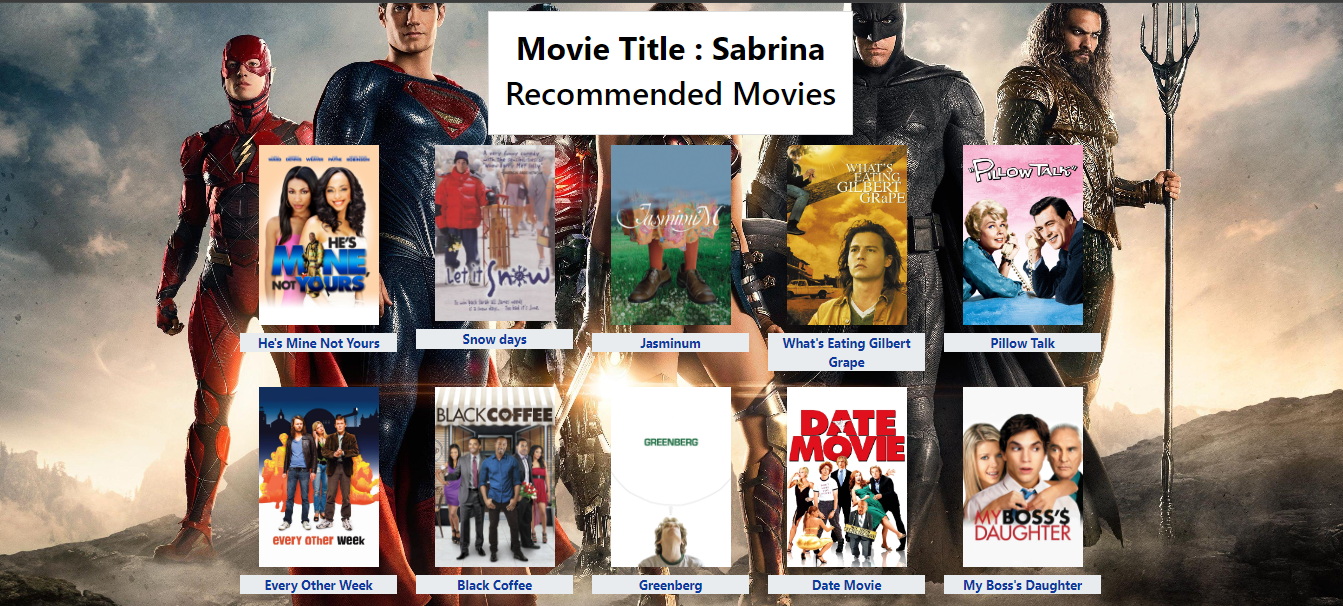 Movie Title : Sabrina
Recommended Movies
HE'S
MINE,
NOT YOURS
Let it Snow
JasminuM
WHAT'S
EATING
GILBERT
GRaPE
"PILLOW TALK"
He's Mine Not Yours
Snow days
Jasminum
What's Eating Gilbert
Grape
Pillow Talk
every other week
BLACK COFFEE
GREENBERG
DATE
MOVIE
MY BOSS'S
DAUGHTER
Every Other Week
Black Coffee
Greenberg
Date Movie
My Boss's Daughter